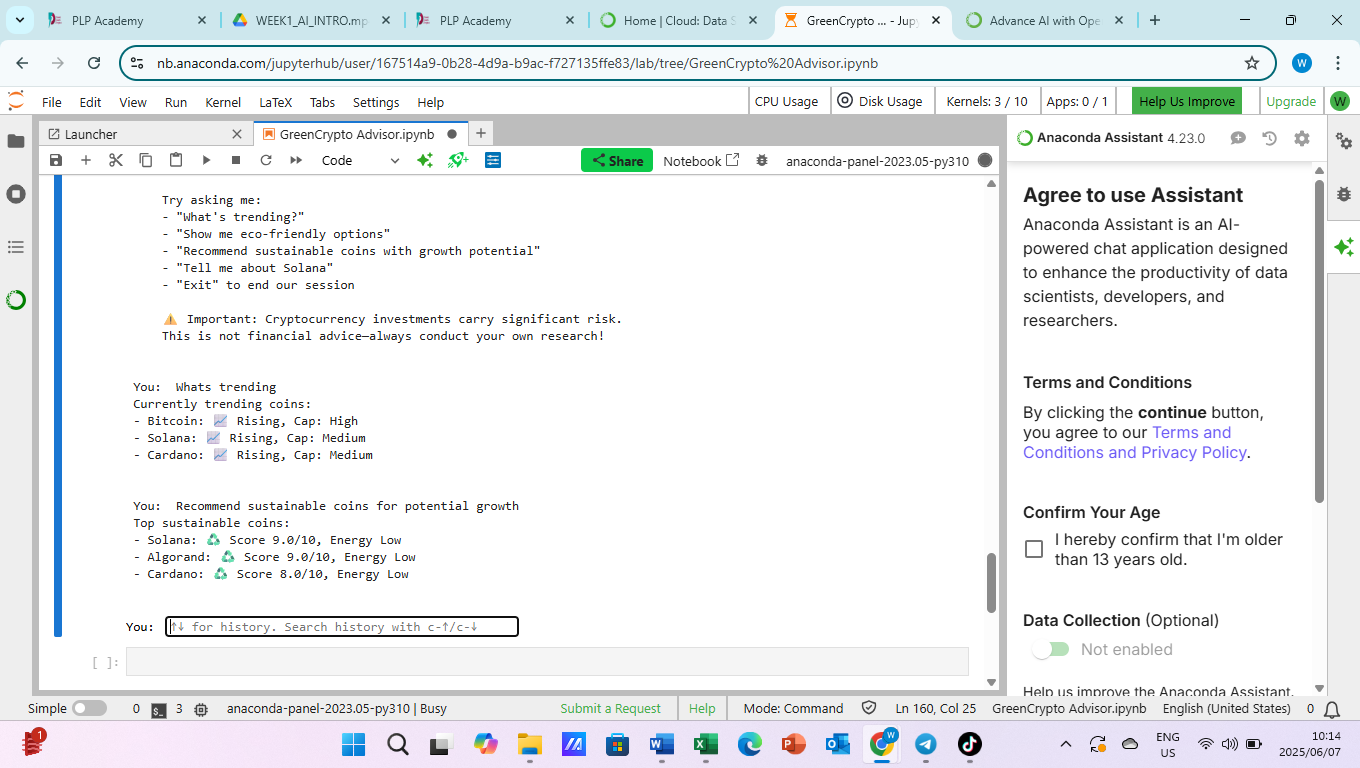 PLP Academy
WEEK1_AI_INTRO.mp
PLP Academy
Home | Cloud: Data S
GreenCrypto ... - Jup
Advance AI with Ope
nb.anaconda.com/jupyterhub/user/167514a9-0b28-4d9a-b9ac-f727135ffe83/lab/tree/GreenCrypto%20Advisor.ipynb
W
File Edit View Run Kernel LaTeX Tabs Settings Help
CPU Usage Disk Usage Kernels: 3 / 10 Apps: 0 / 1 Help Us Improve Upgrade W
Launcher
GreenCrypto Advisor.ipynb
Code
Share
Notebook
anaconda-panel-2023.05-py310
Try asking me:
- "What's trending?"
- "Show me eco-friendly options"
- "Recommend sustainable coins with growth potential"
- "Tell me about Solana"
- "Exit" to end our session
⚠️ Important: Cryptocurrency investments carry significant risk.
This is not financial advice—always conduct your own research!
You: Whats trending
Currently trending coins:
- Bitcoin: 📈 Rising, Cap: High
- Solana: 📈 Rising, Cap: Medium
- Cardano: 📈 Rising, Cap: Medium
You: Recommend sustainable coins for potential growth
Top sustainable coins:
- Solana: ♻️ Score 9.0/10, Energy Low
- Algorand: ♻️ Score 9.0/10, Energy Low
- Cardano: ♻️ Score 8.0/10, Energy Low
You: ↑↓ for history. Search history with c-↑/c-↓
[ ]:
Anaconda Assistant 4.23.0
Agree to use Assistant
Anaconda Assistant is an AI-
powered chat application designed
to enhance the productivity of data
scientists, developers, and
researchers.
Terms and Conditions
By clicking the continue button,
you agree to our Terms and
Conditions and Privacy Policy.
Confirm Your Age
I hereby confirm that I'm older
than 13 years old.
Data Collection (Optional)
Not enabled
Help us improve the Anaconda Assistant.
Simple 0 3 anaconda-panel-2023.05-py310 | Busy
Submit a Request Help
Mode: Command Ln 160, Col 25 GreenCrypto Advisor.ipynb English (United States) 0
1
W
ENG
US
10:14
2025/06/07